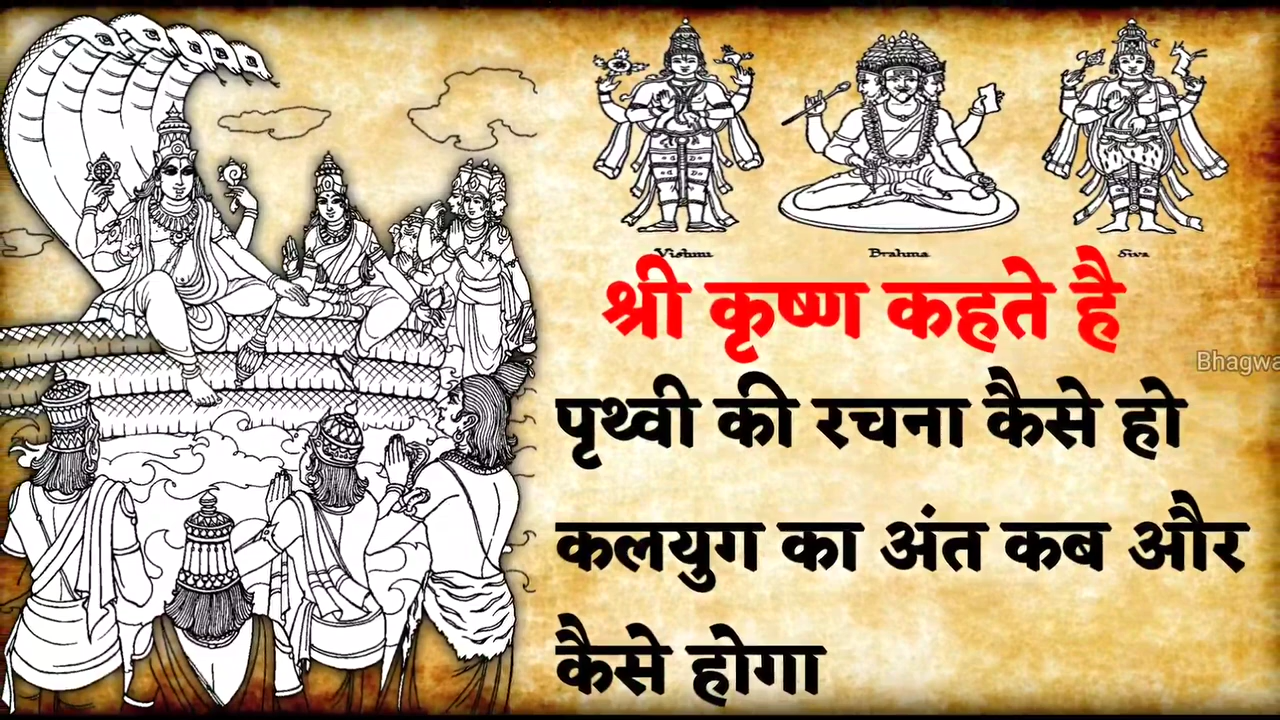 Vishnu Brahma Siva
श्री कृष्ण कहते है
पृथ्वी की रचना कैसे हो
कलयुग का अंत कब और
कैसे होगा
Bhagwa